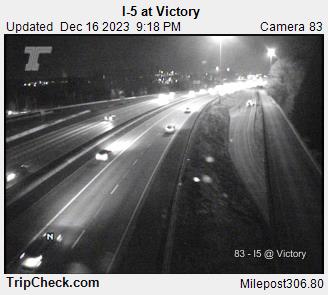 I-5 at Victory
Updated Dec 16 2023 9:18 PM Camera 83
T
N
83 - I5 @ Victory
TripCheck.com Milepost306.80